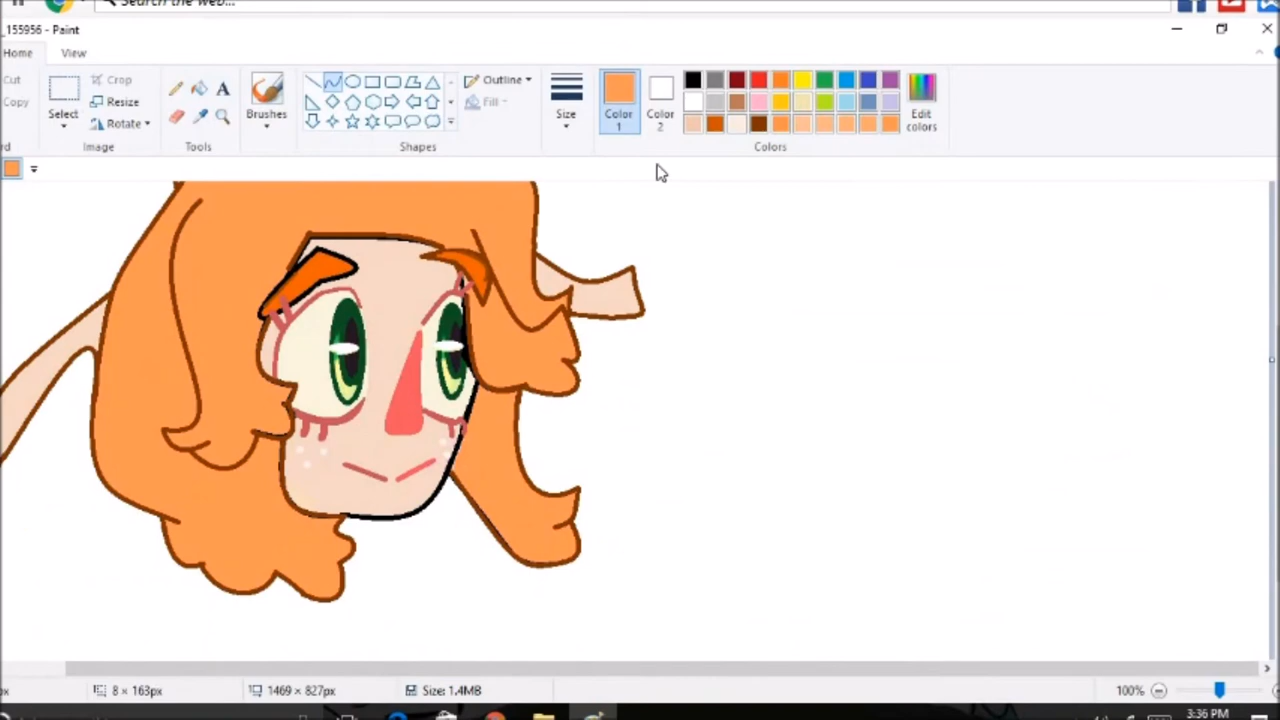 Search the web...
_155956 - Paint
Home View
Cut
Copy
Select
Crop
Resize
Rotate
Image
Tools
Brushes
Shapes
Outline
Fill
Size
Color 1
Color 2
Edit colors
Colors
8 × 163px
1469 × 827px
Size: 1.4MB
100%
3:36 PM